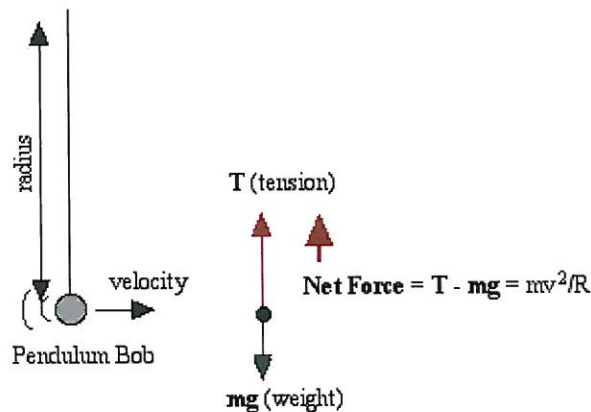 radius
T (tension)
velocity
Net Force = T - mg = mv²/R
Pendulum Bob
mg (weight)